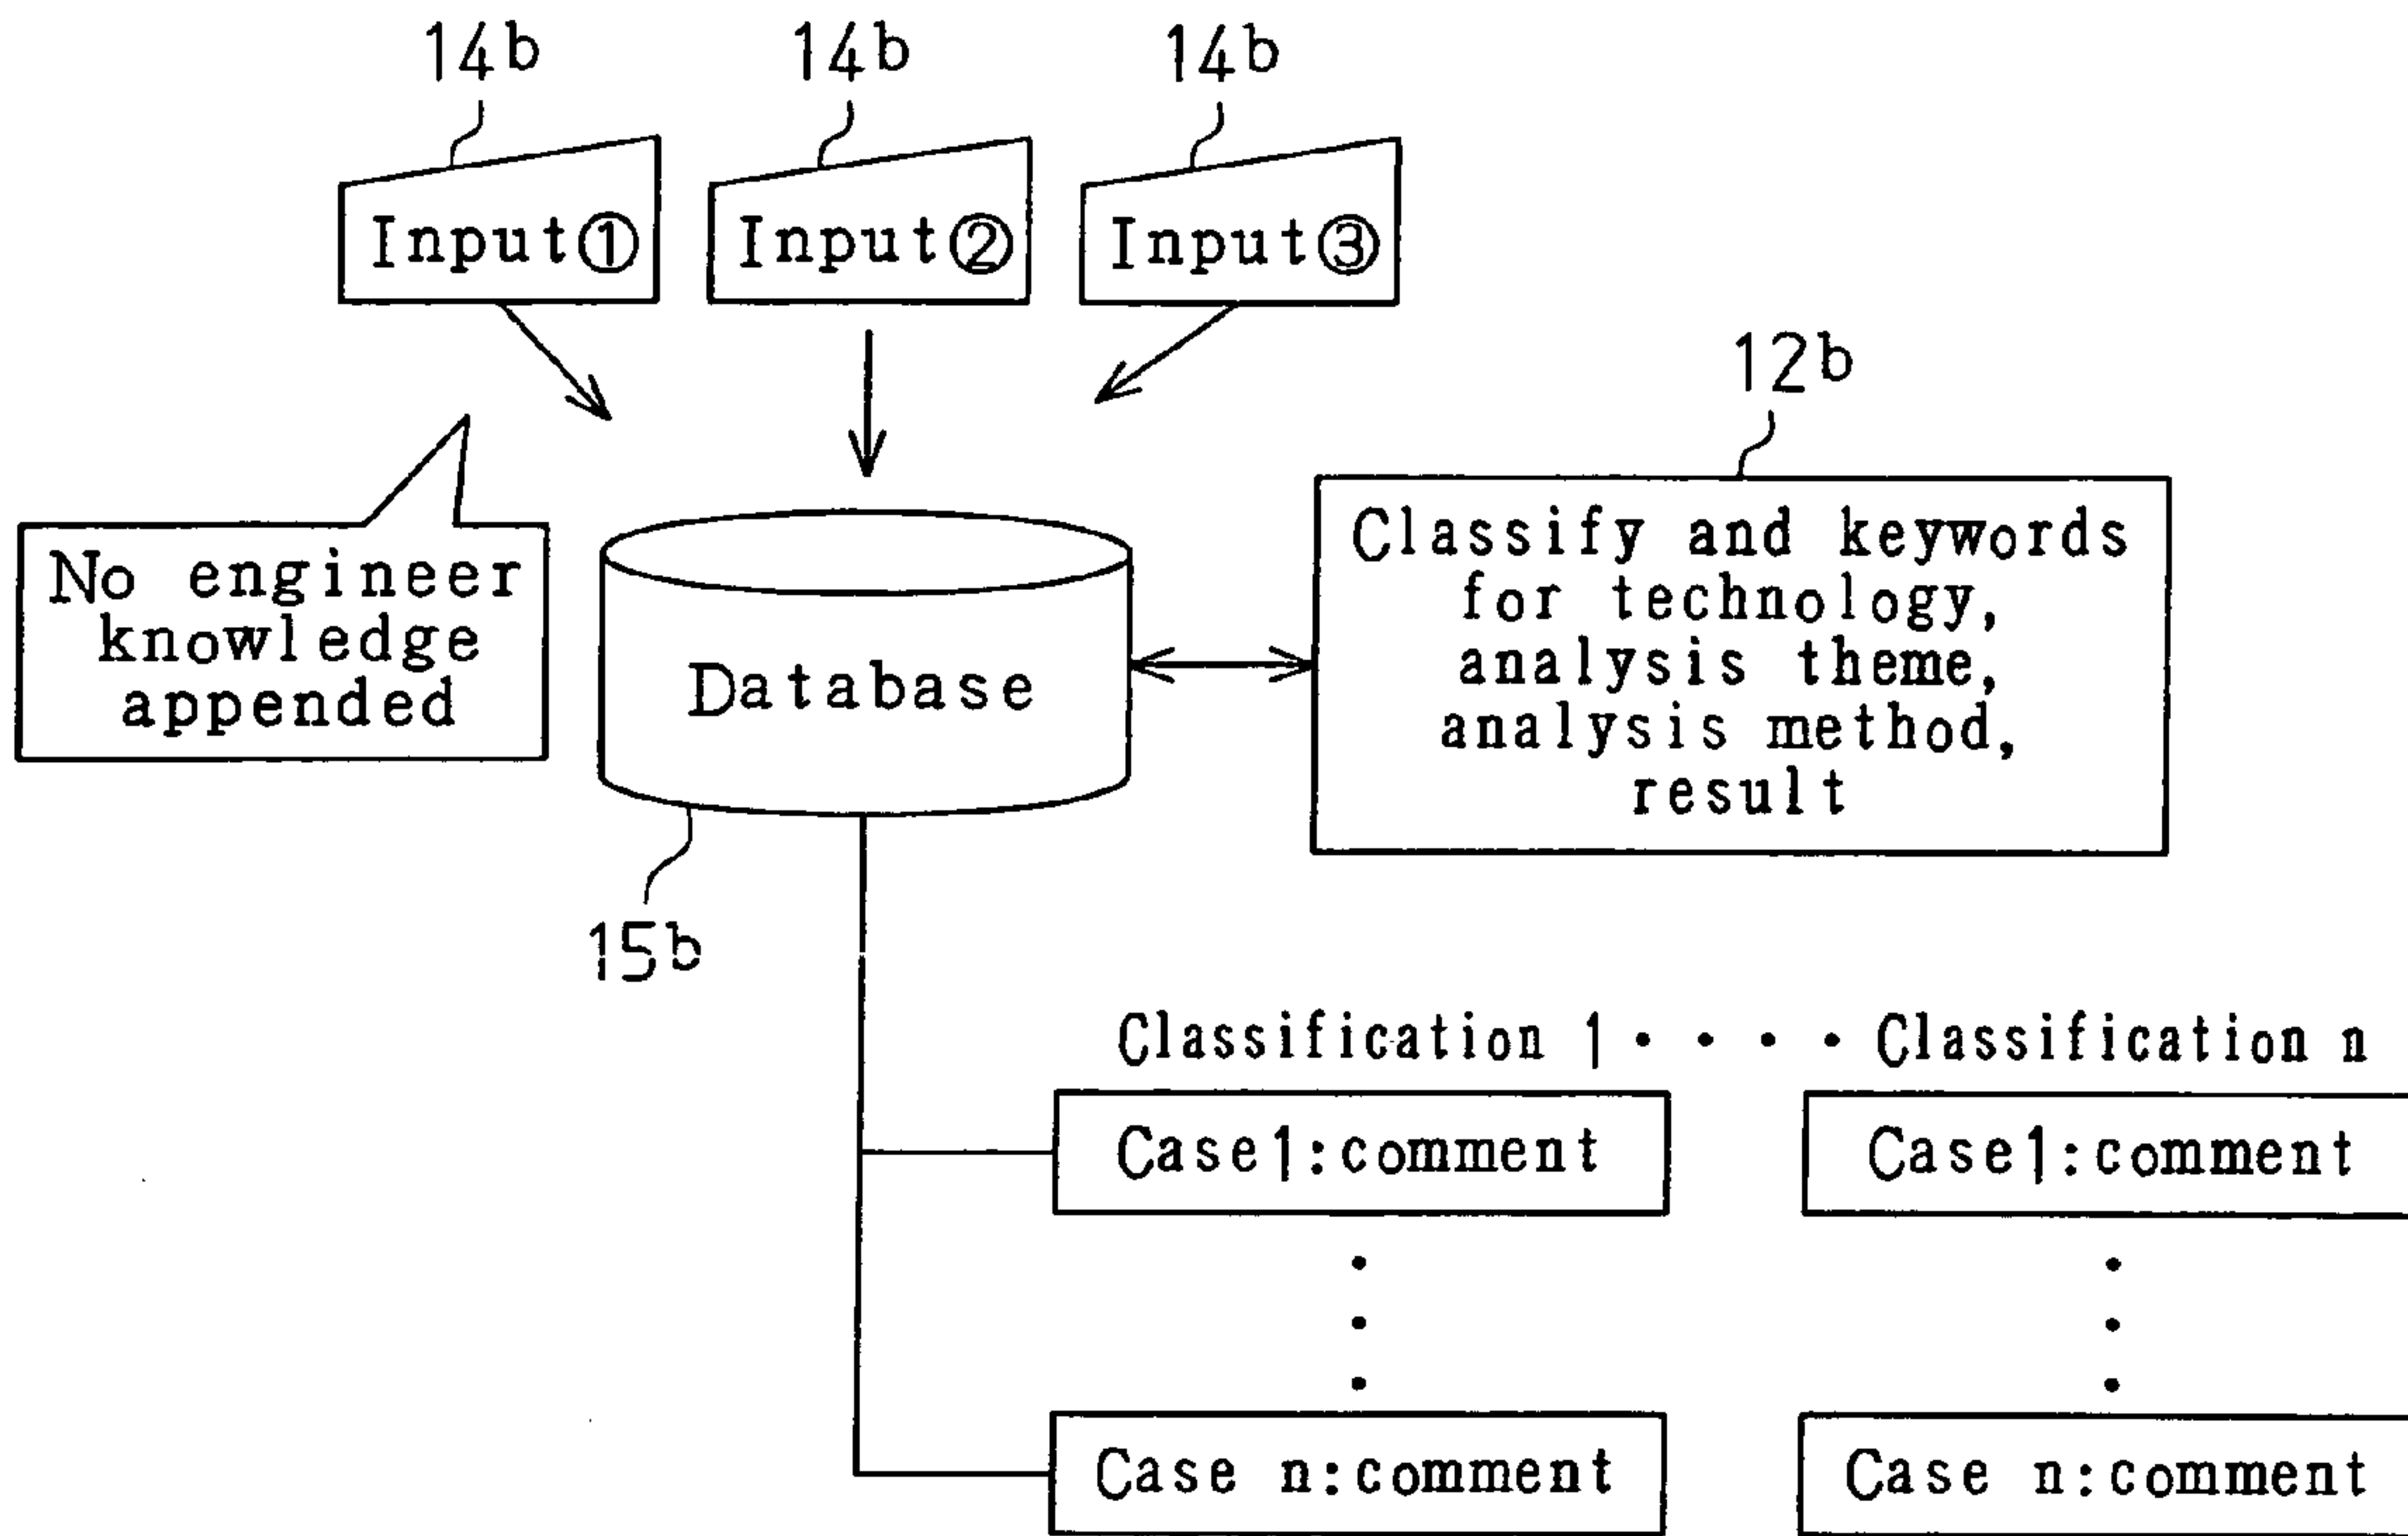 14b 14b 14b
Input① Input② Input③
12b
No engineer
knowledge
appended
Database
Classify and keywords
for technology,
analysis theme,
analysis method,
result
15b
Classification 1 • • • • Classification n
Case1:comment Case1:comment
Case n:comment Case n:comment